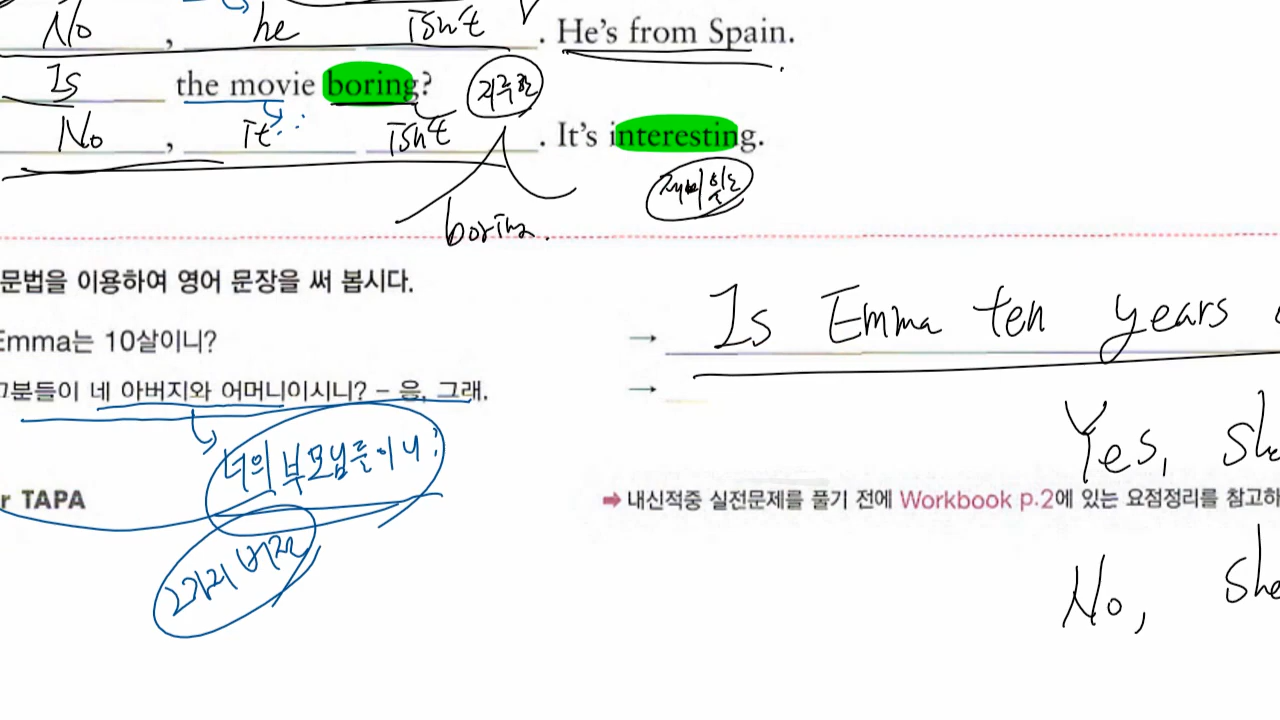 No , he isn't . He's from Spain.
Is the movie boring? 지루한
No , it isn't . It's interesting.
재미있는
boring.
문법을 이용하여 영어 문장을 써 봅시다.
Emma는 10살이니? → Is Emma ten years
그분들이 네 아버지와 어머니이시니? – 응, 그래. →
Yes, she
너의 부모님들이니?
r TAPA ➡ 내신적중 실전문제를 풀기 전에 Workbook p.2에 있는 요점정리를 참고하
2가지 버전
No, she